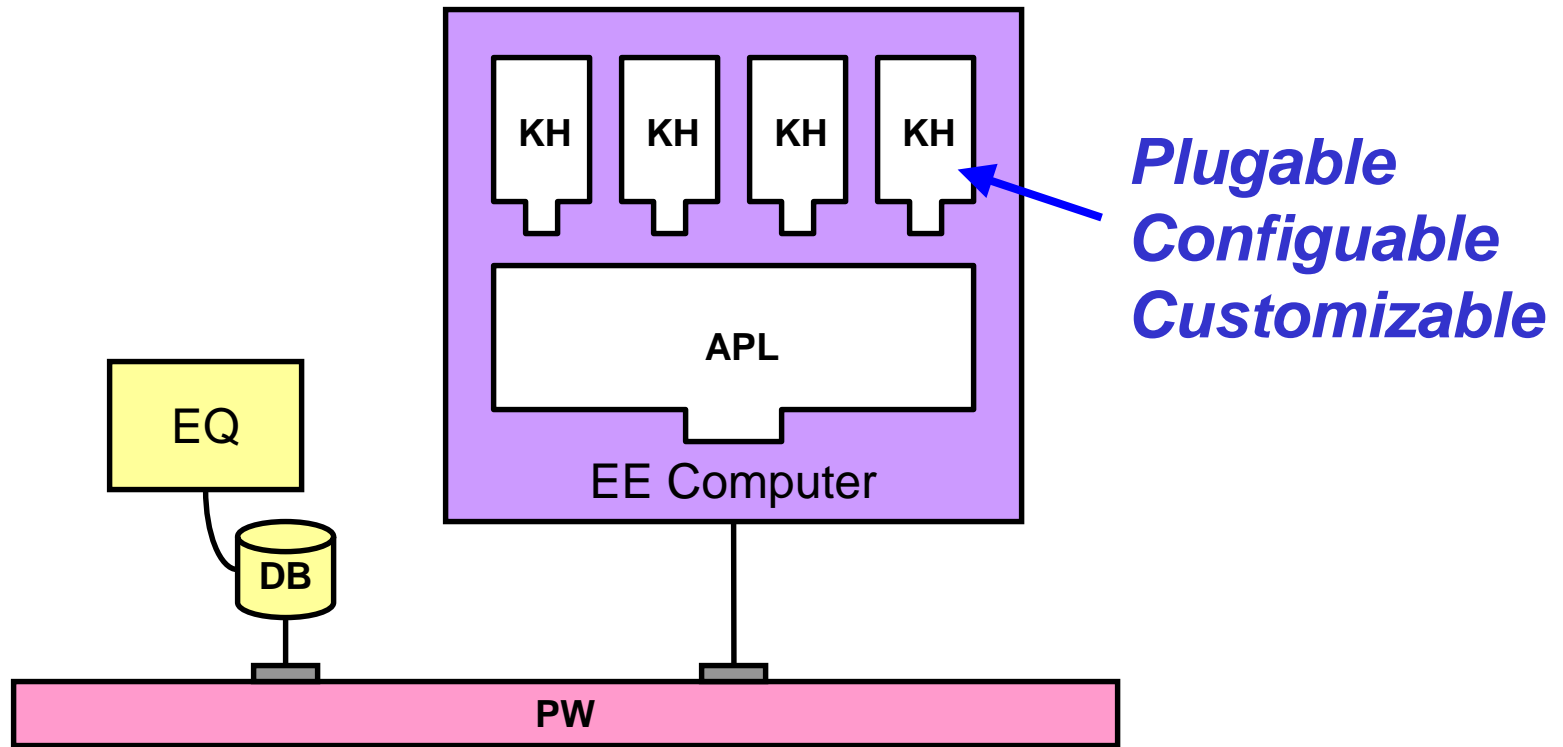 KH KH KH KH
Plugable
Configuable
Customizable
APL
EQ
EE Computer
DB
PW